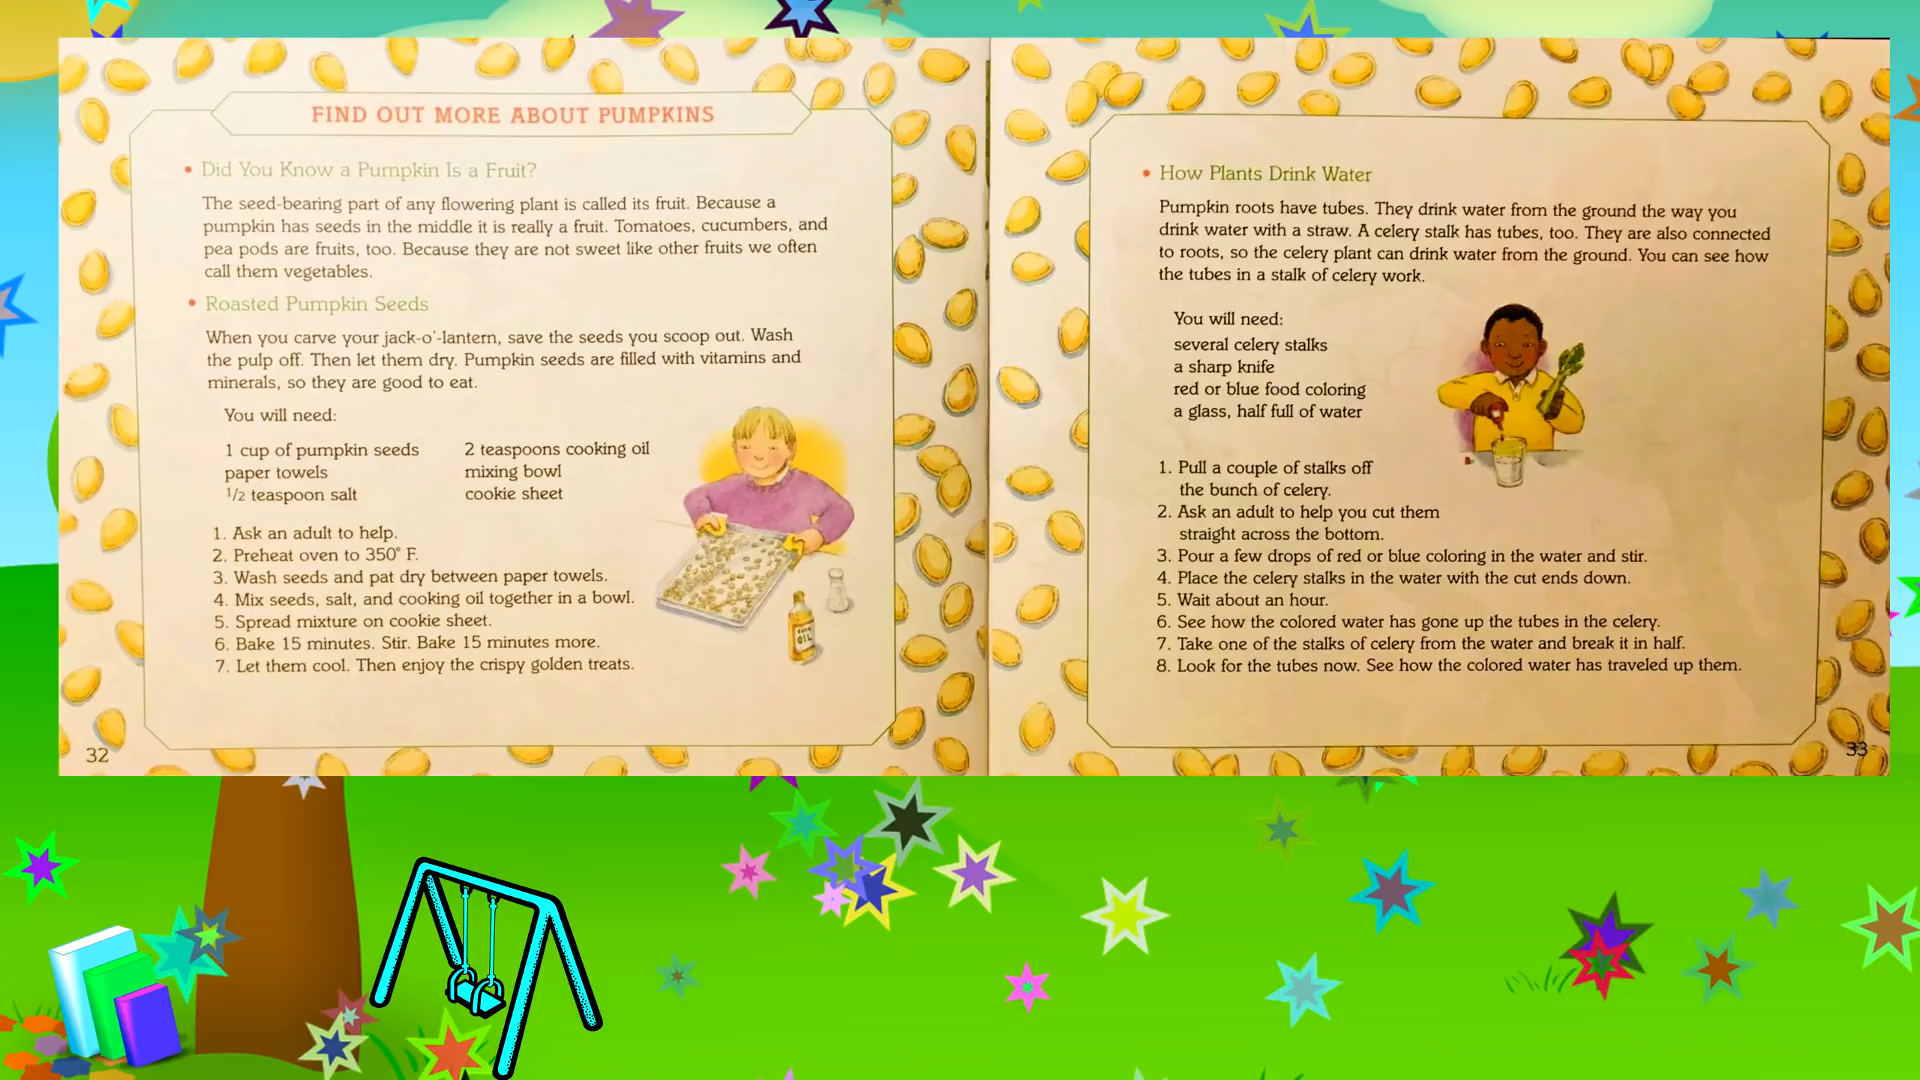 FIND OUT MORE ABOUT PUMPKINS
• Did You Know a Pumpkin Is a Fruit?
The seed-bearing part of any flowering plant is called its fruit. Because a
pumpkin has seeds in the middle it is really a fruit. Tomatoes, cucumbers, and
pea pods are fruits, too. Because they are not sweet like other fruits we often
call them vegetables.
• Roasted Pumpkin Seeds
When you carve your jack-o'-lantern, save the seeds you scoop out. Wash
the pulp off. Then let them dry. Pumpkin seeds are filled with vitamins and
minerals, so they are good to eat.
You will need:
1 cup of pumpkin seeds
paper towels
1/2 teaspoon salt
2 teaspoons cooking oil
mixing bowl
cookie sheet
1. Ask an adult to help.
2. Preheat oven to 350° F.
3. Wash seeds and pat dry between paper towels.
4. Mix seeds, salt, and cooking oil together in a bowl.
5. Spread mixture on cookie sheet.
6. Bake 15 minutes. Stir. Bake 15 minutes more.
7. Let them cool. Then enjoy the crispy golden treats.
OIL
32
• How Plants Drink Water
Pumpkin roots have tubes. They drink water from the ground the way you
drink water with a straw. A celery stalk has tubes, too. They are also connected
to roots, so the celery plant can drink water from the ground. You can see how
the tubes in a stalk of celery work.
You will need:
several celery stalks
a sharp knife
red or blue food coloring
a glass, half full of water
1. Pull a couple of stalks off
the bunch of celery.
2. Ask an adult to help you cut them
straight across the bottom.
3. Pour a few drops of red or blue coloring in the water and stir.
4. Place the celery stalks in the water with the cut ends down.
5. Wait about an hour.
6. See how the colored water has gone up the tubes in the celery.
7. Take one of the stalks of celery from the water and break it in half.
8. Look for the tubes now. See how the colored water has traveled up them.
33